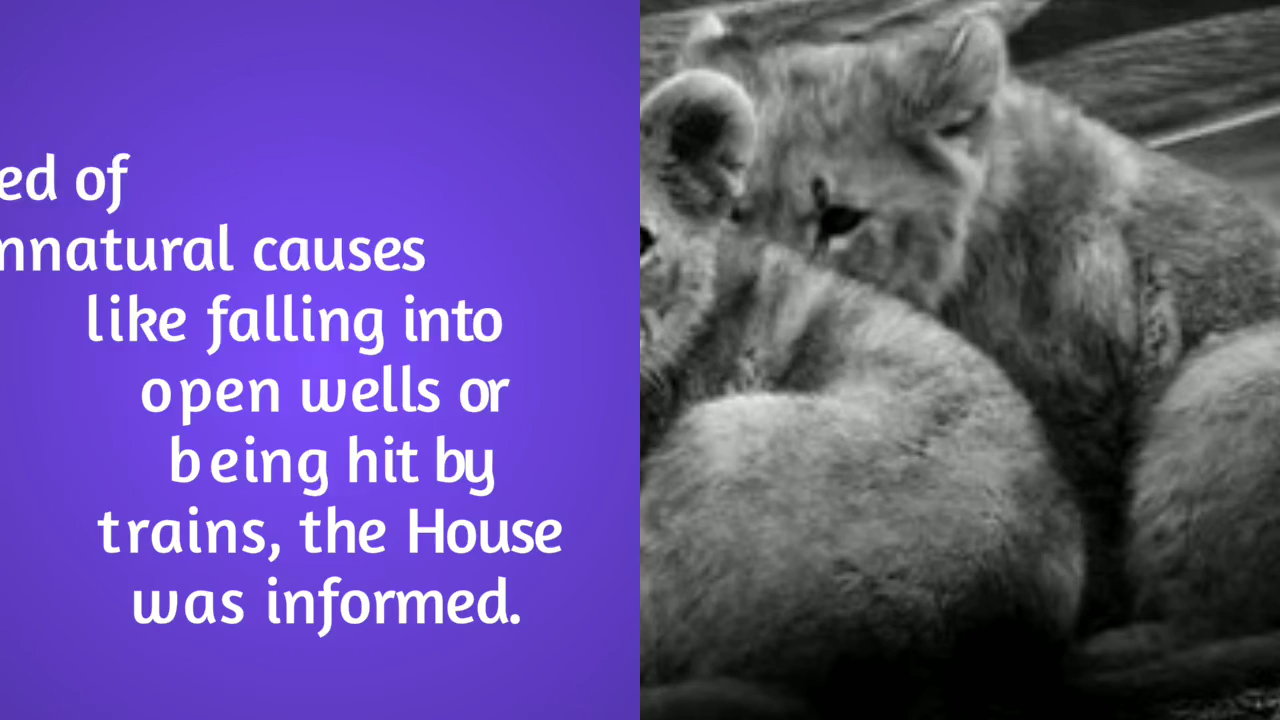 ed of
nnatural causes
like falling into
open wells or
being hit by
trains, the House
was informed.